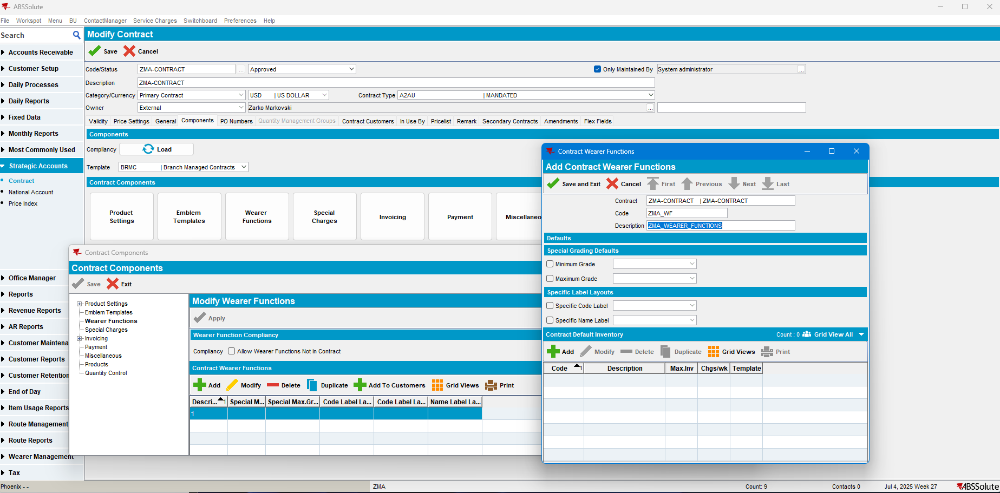 ABSSolute
File Workspot Menu BU ContactManager Service Charges Switchboard Preferences Help
Search
Accounts Receivable
Customer Setup
Daily Processes
Daily Reports
Fixed Data
Monthly Reports
Most Commonly Used
Strategic Accounts
Contract
National Account
Price Index
Office Manager
Reports
Revenue Reports
AR Reports
Customer Maintena
Customer Reports
Customer Retention
End of Day
Item Usage Reports
Route Management
Route Reports
Wearer Management
Tax
Modify Contract
Save Cancel
Code/Status ZMA-CONTRACT ... Approved Only Maintained By System administrator ...
Description ZMA-CONTRACT
Category/Currency Primary Contract USD | US DOLLAR Contract Type A2AU | MANDATED
Owner External Zarko Markovski ...
Validity Price Settings General Components PO Numbers Quantity Management Groups Contract Customers In Use By Pricelist Remark Secondary Contracts Amendments Flex Fields
Components
Compliancy Load
Template BRMC | Branch Managed Contracts
Contract Components
Product Settings
Emblem Templates
Wearer Functions
Special Charges
Invoicing
Payment
Miscellaneo
Contract Components
Contract Components
Save Exit
Product Settings
Emblem Templates
Wearer Functions
Special Charges
Invoicing
Payment
Miscellaneous
Products
Quantity Control
Modify Wearer Functions
Apply
Wearer Function Compliancy
Compliancy Allow Wearer Functions Not In Contract
Contract Wearer Functions
Add Modify Delete Duplicate Add To Customers Grid Views Print
Descri... 1 Special M... Special Max.Gr... Code Label La... Code Label La... Name Label La...
1
Contract Wearer Functions
Add Contract Wearer Functions
Save and Exit Cancel First Previous Next Last
Contract ZMA-CONTRACT | ZMA-CONTRACT
Code ZMA_WF
Description ZMA_WEARER_FUNCTIONS
Defaults
Special Grading Defaults
Minimum Grade
Maximum Grade
Specific Label Layouts
Specific Code Label
Specific Name Label
Contract Default Inventory Count : 0 Grid View All
Add Modify Delete Duplicate Grid Views Print
Code 1 Description Max.Inv Chgs/wk Template
Phoenix - - ZMA Count: 9 Contacts 0 Jul 4, 2025 Week 27 ABSSolute